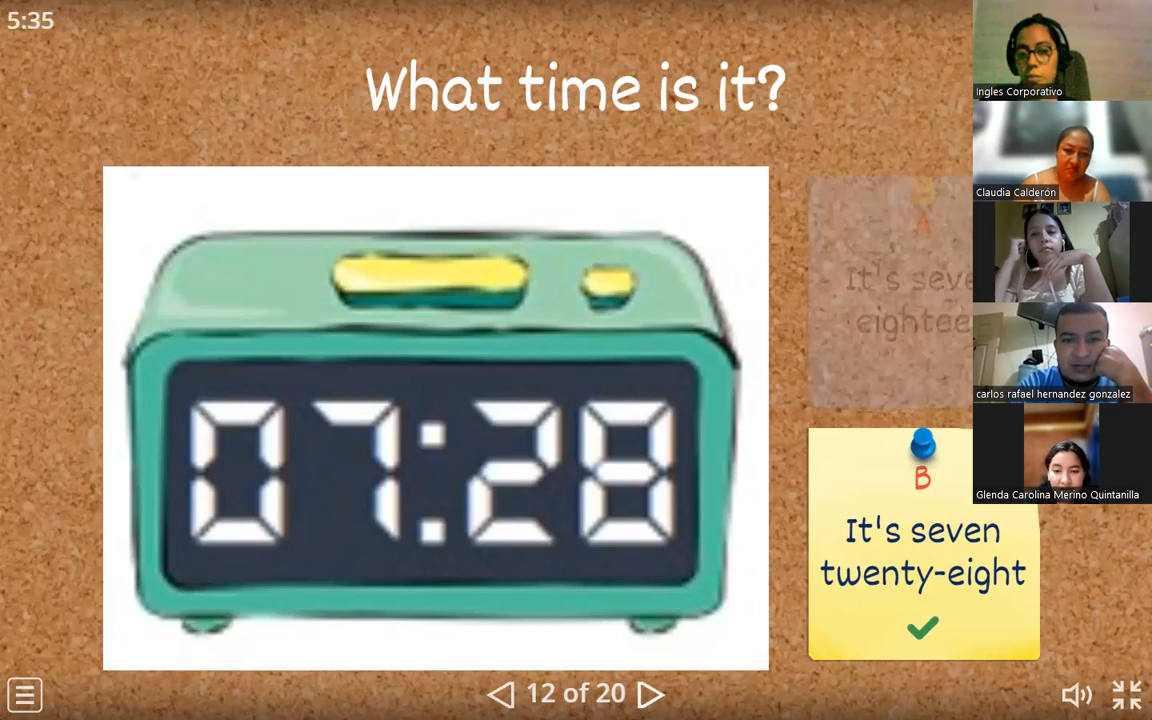 5:35
What time is it?
07:28
A
It's seve
eightee
B
It's seven
twenty-eight
12 of 20
Ingles Corporativo
Claudia Calderón
carlos rafael hernandez gonzalez
Glenda Carolina Merino Quintanilla